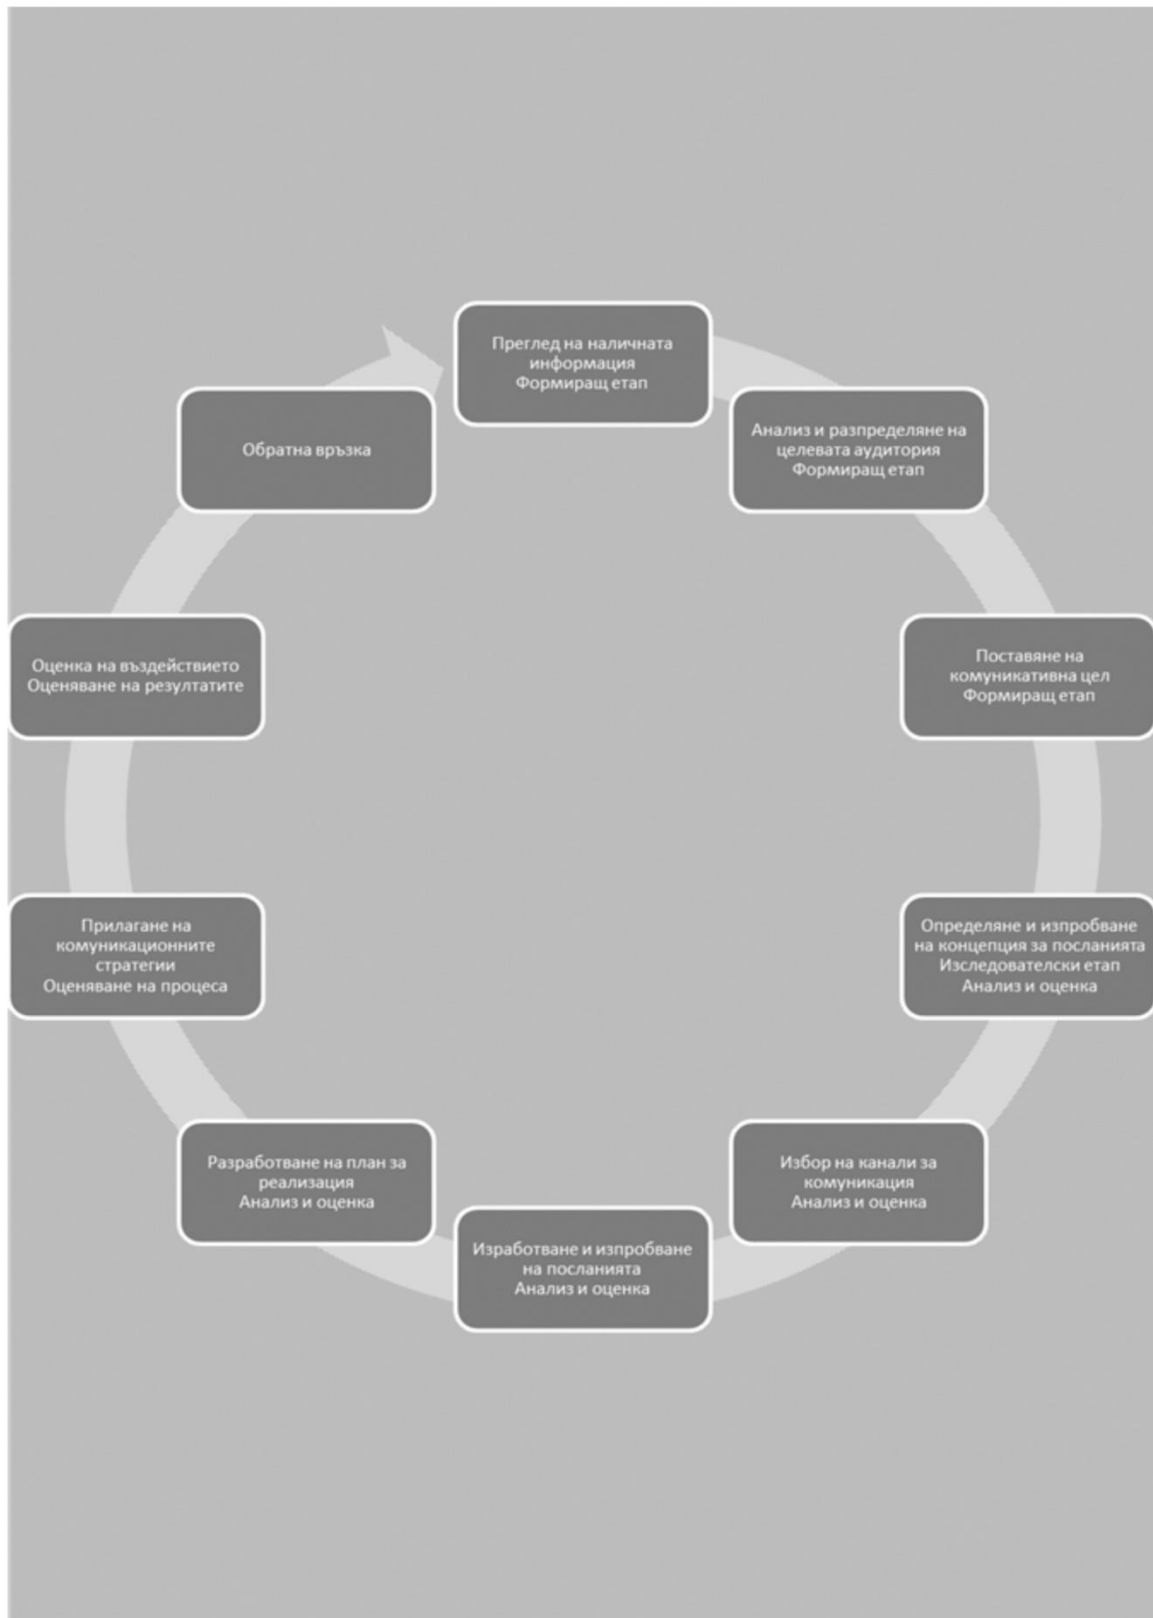 Преглед на наличната
информация
Формиращ етап
Анализ и разпределяне на
целевата аудитория
Формиращ етап
Поставяне на
комуникативна цел
Формиращ етап
Определяне и изпробване
на концепция за посланията
Изследователски етап
Анализ и оценка
Избор на канали за
комуникация
Анализ и оценка
Изработване и изпробване
на посланията
Анализ и оценка
Разработване на план за
реализация
Анализ и оценка
Прилагане на
комуникационните
стратегии
Оценяване на процеса
Оценка на въздействието
Оценяване на резултатите
Обратна връзка